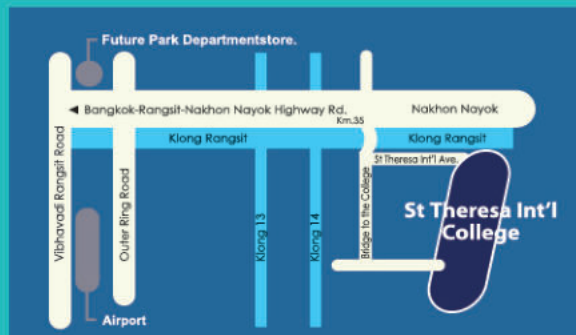 Future Park Departmentstore.
Bangkok-Rangsit-Nakhon Nayok Highway Rd.
Nakhon Nayok
Km.35
Klong Rangsit
Klong Rangsit
St Theresa Int'l Ave.
Vibhavadi Rangsit Road
Outer Ring Road
Klong 13
Klong 14
Bridge to the College
St Theresa Int'l
College
Airport